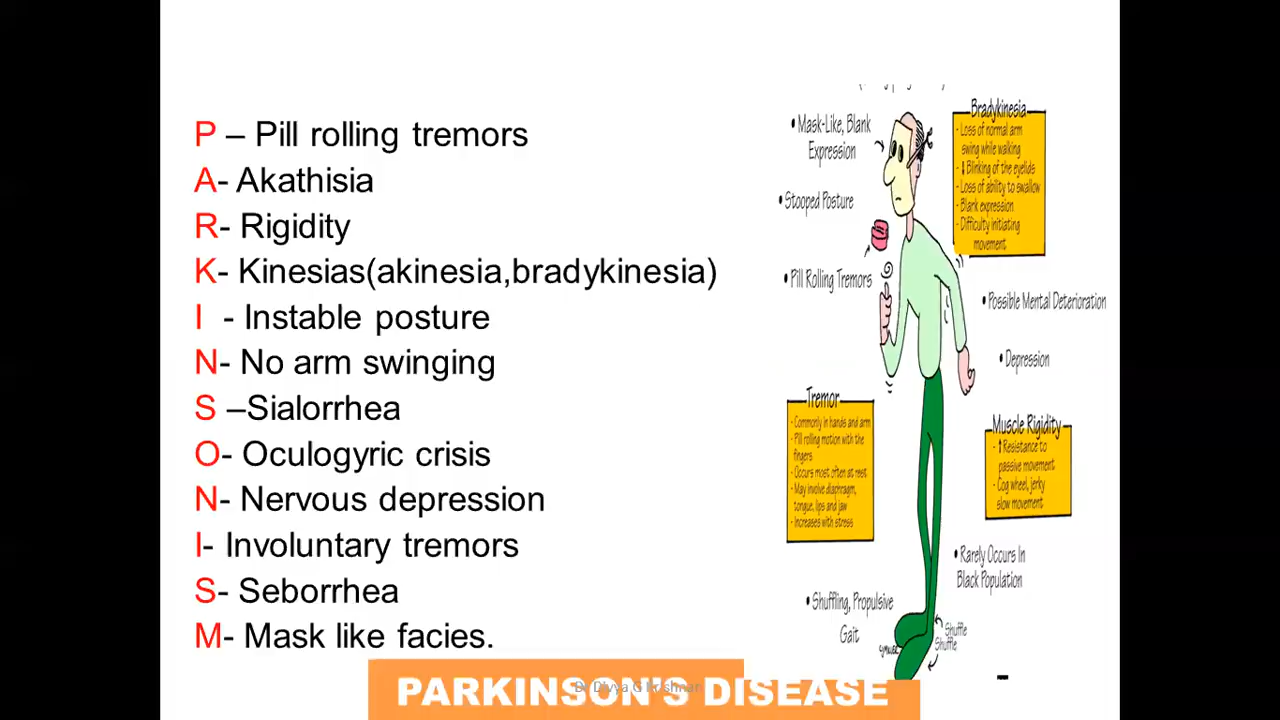 P – Pill rolling tremors
A- Akathisia
R- Rigidity
K- Kinesias(akinesia,bradykinesia)
I - Instable posture
N- No arm swinging
S –Sialorrhea
O- Oculogyric crisis
N- Nervous depression
I- Involuntary tremors
S- Seborrhea
M- Mask like facies.
• Mask-Like, Blank
Expression
• Stooped Posture
• Pill Rolling Tremors
Bradykinesia
- Loss of normal arm
swing while walking
- Blinking of the eyelids
- Loss of ability to swallow
- Blank expression
- Difficulty initiating
movement
• Possible Mental Deterioration
• Depression
Tremor
- Commonly in hands and arm
- Pill rolling motion with the
fingers
- Occurs most often at rest
- May involve diaphragm,
tongue, lips and jaw
- Increases with stress
Muscle Rigidity
- ↑ Resistance to
passive movement
- Cog wheel, jerky
slow movement
• Rarely Occurs In
Black Population
• Shuffling, Propulsive
Gait
Shuffle
Shuffle
PARKINSON'S DISEASE
Dr Divya G Krishnan